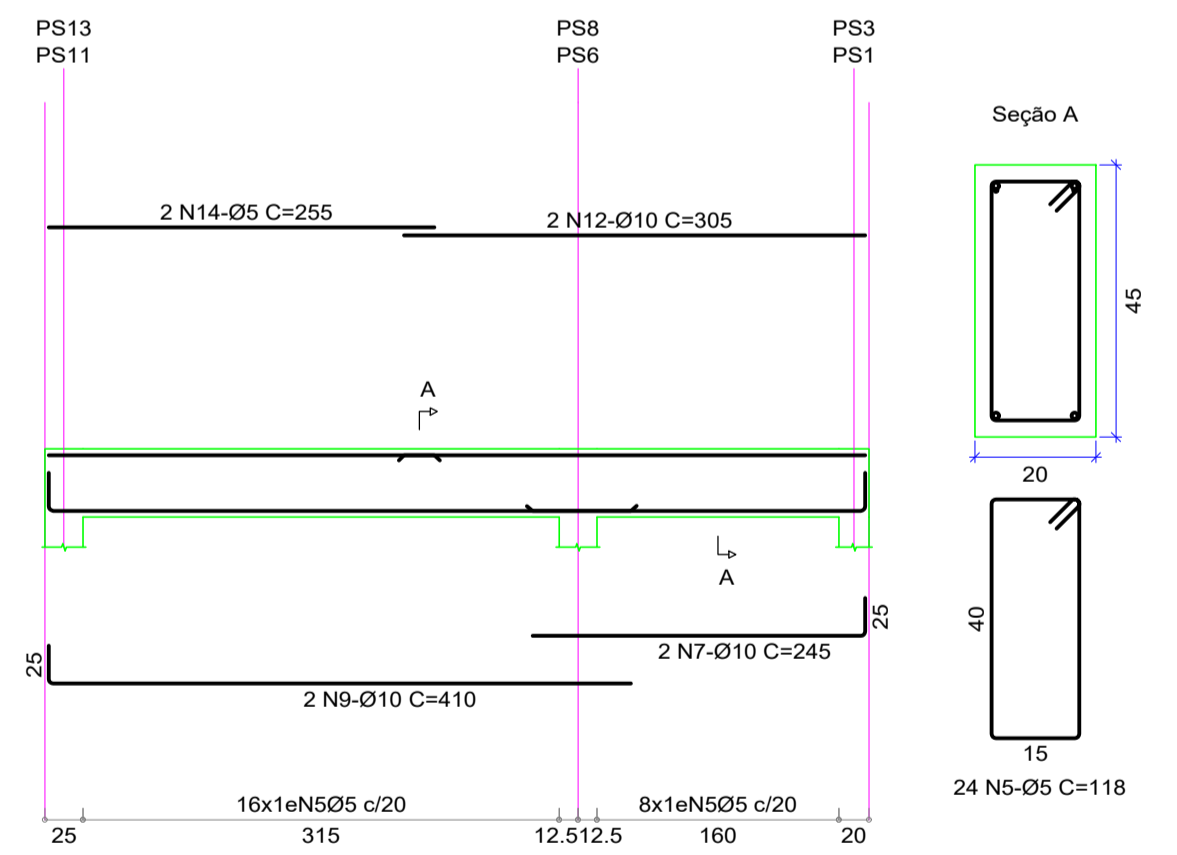 PS13
PS11
PS8
PS6
PS3
PS1
Seção A
2 N14-Ø5 C=255
2 N12-Ø10 C=305
45
A
20
A
25
2 N7-Ø10 C=245
25
2 N9-Ø10 C=410
40
15
24 N5-Ø5 C=118
16x1eN5Ø5 c/20
8x1eN5Ø5 c/20
25
315
12.5
12.5
160
20